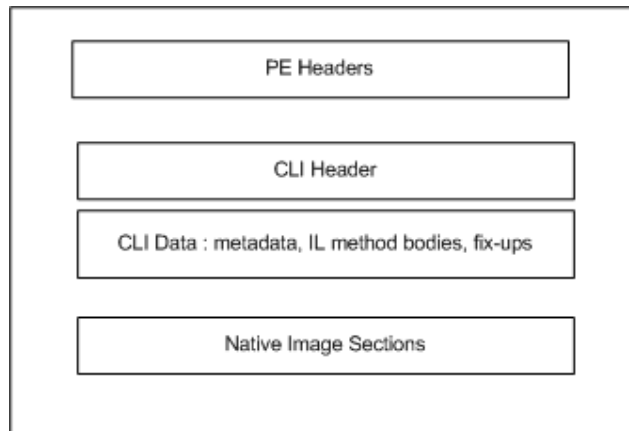 PE Headers
CLI Header
CLI Data : metadata, IL method bodies, fix-ups
Native Image Sections